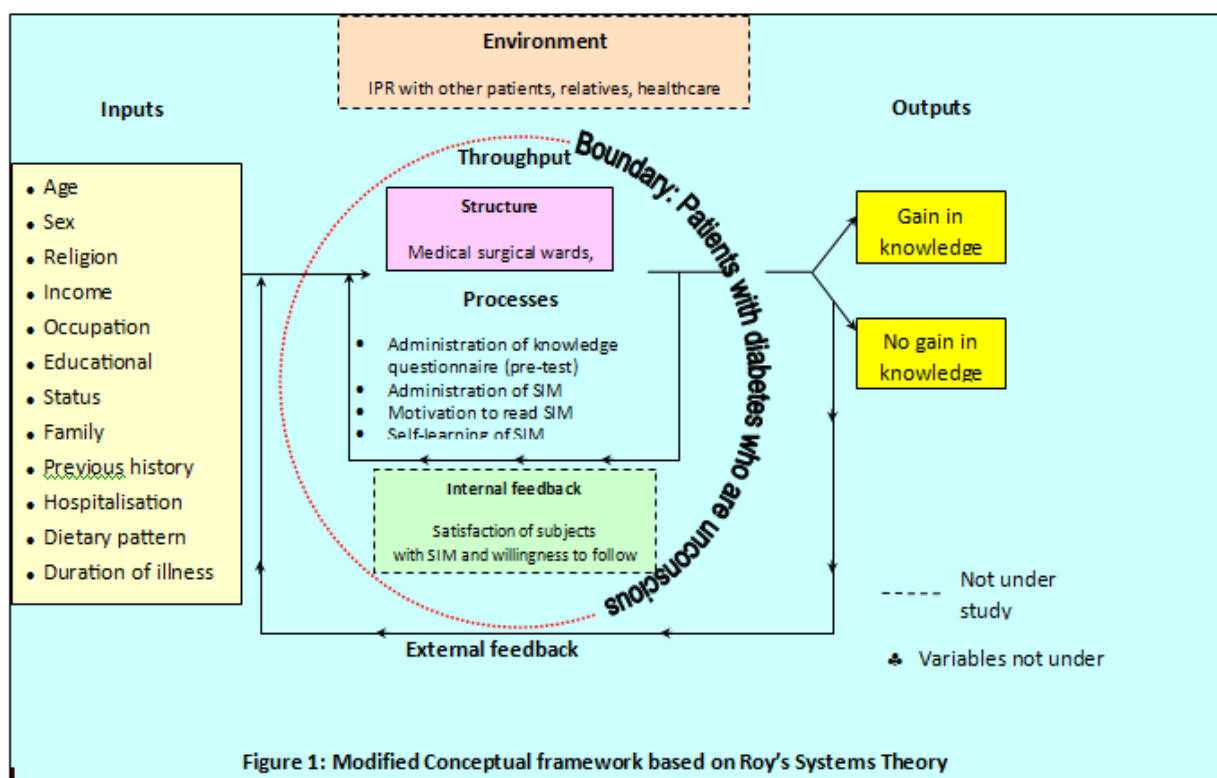 Environment
IPR with other patients, relatives, healthcare
Inputs
Outputs
• Age
• Sex
• Religion
• Income
• Occupation
• Educational
• Status
• Family
• Previous history
• Hospitalisation
• Dietary pattern
• Duration of illness
Throughput
Boundary: Patients with diabetes who are unconscious
Structure
Medical surgical wards,
Processes
• Administration of knowledge
questionnaire (pre-test)
• Administration of SIM
• Motivation to read SIM
• Self-learning of SIM
Internal feedback
Satisfaction of subjects
with SIM and willingness to follow
External feedback
Gain in
knowledge
No gain in
knowledge
Not under
study
♣ Variables not under
Figure 1: Modified Conceptual framework based on Roy's Systems Theory